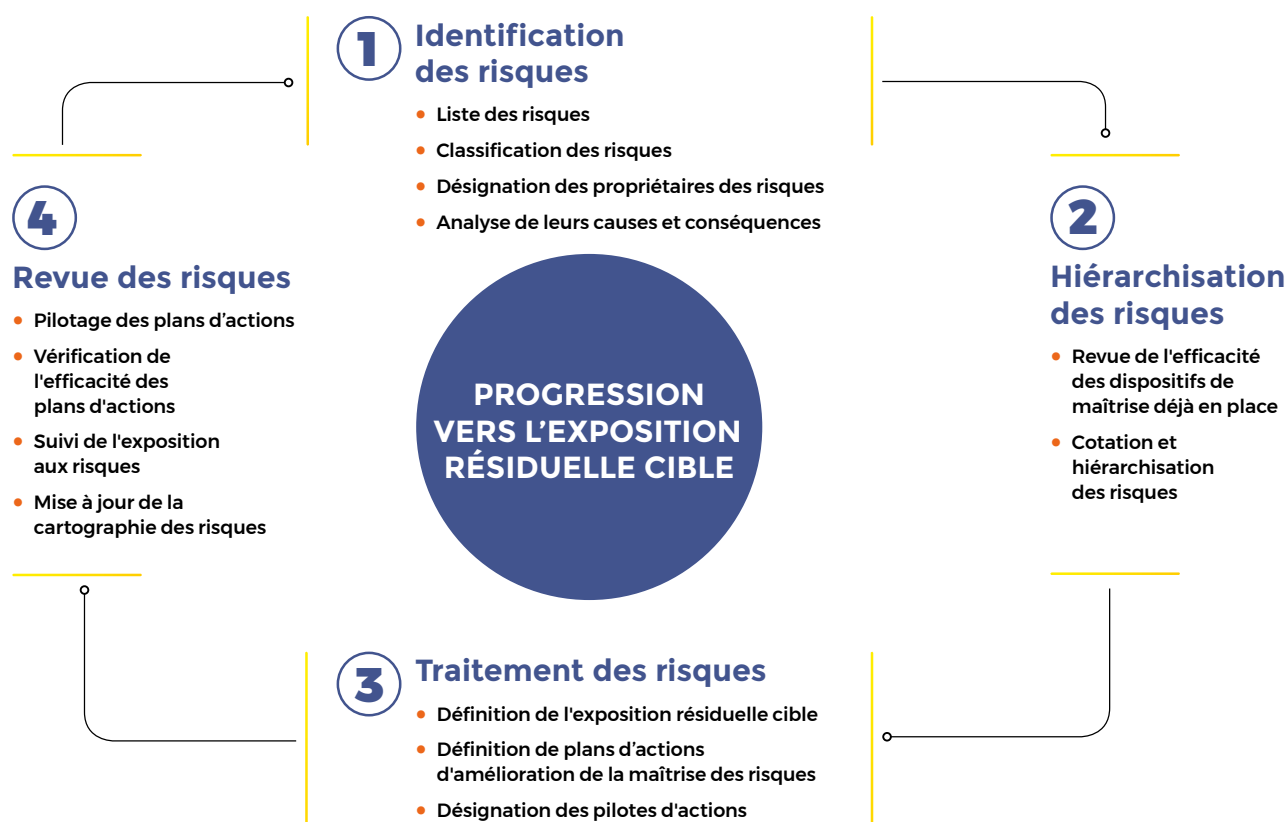 1
Identification
des risques
• Liste des risques
• Classification des risques
• Désignation des propriétaires des risques
• Analyse de leurs causes et conséquences
2
Hiérarchisation
des risques
• Revue de l'efficacité
des dispositifs de
maîtrise déjà en place
• Cotation et
hiérarchisation
des risques
3
Traitement des risques
• Définition de l'exposition résiduelle cible
• Définition de plans d’actions
d'amélioration de la maîtrise des risques
• Désignation des pilotes d'actions
4
Revue des risques
• Pilotage des plans d’actions
• Vérification de
l'efficacité des
plans d'actions
• Suivi de l'exposition
aux risques
• Mise à jour de la
cartographie des risques
PROGRESSION
VERS L’EXPOSITION
RÉSIDUELLE CIBLE